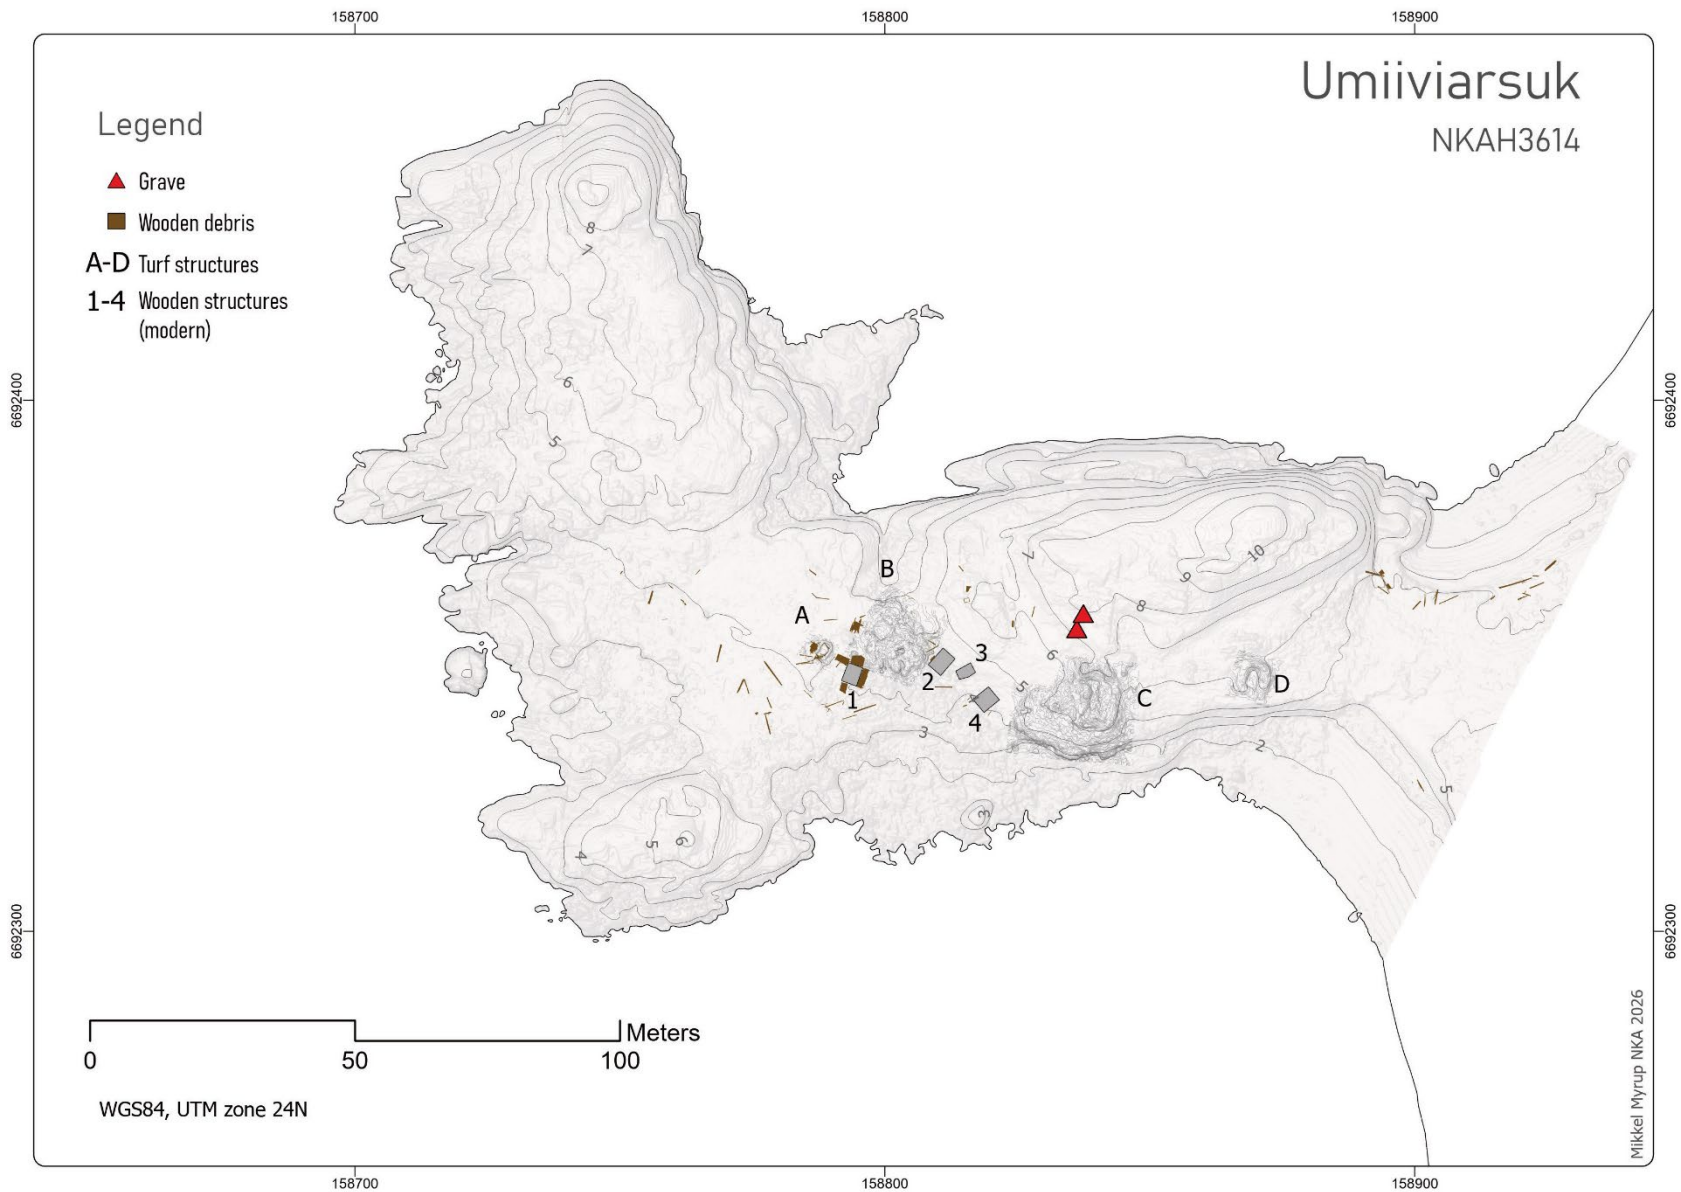 158700
158800
158900
Umiiviarsuk
NKAH3614
Legend
Grave
Wooden debris
A-D Turf structures
1-4 Wooden structures
(modern)
8
7
6
5
6692400
6692400
10
9
8
7
6
5
B
A
3
2
1
4
C
D
3
2
5
3
4
5
6
6692300
6692300
Meters
0
50
100
WGS84, UTM zone 24N
Mikkel Myrup NKA 2026
158700
158800
158900